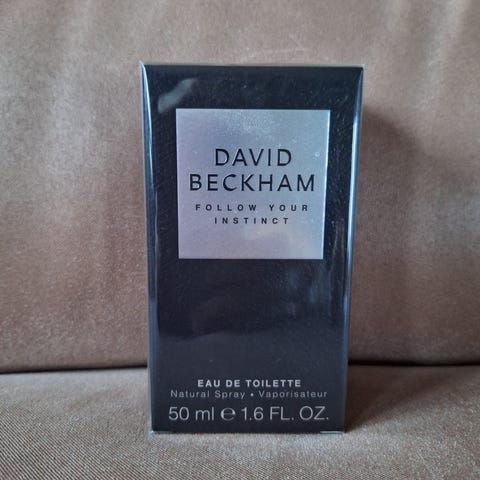 DAVID
BECKHAM
FOLLOW YOUR
INSTINCT
EAU DE TOILETTE
Natural Spray • Vaporisateur
50 ml ℮ 1.6 FL. OZ.